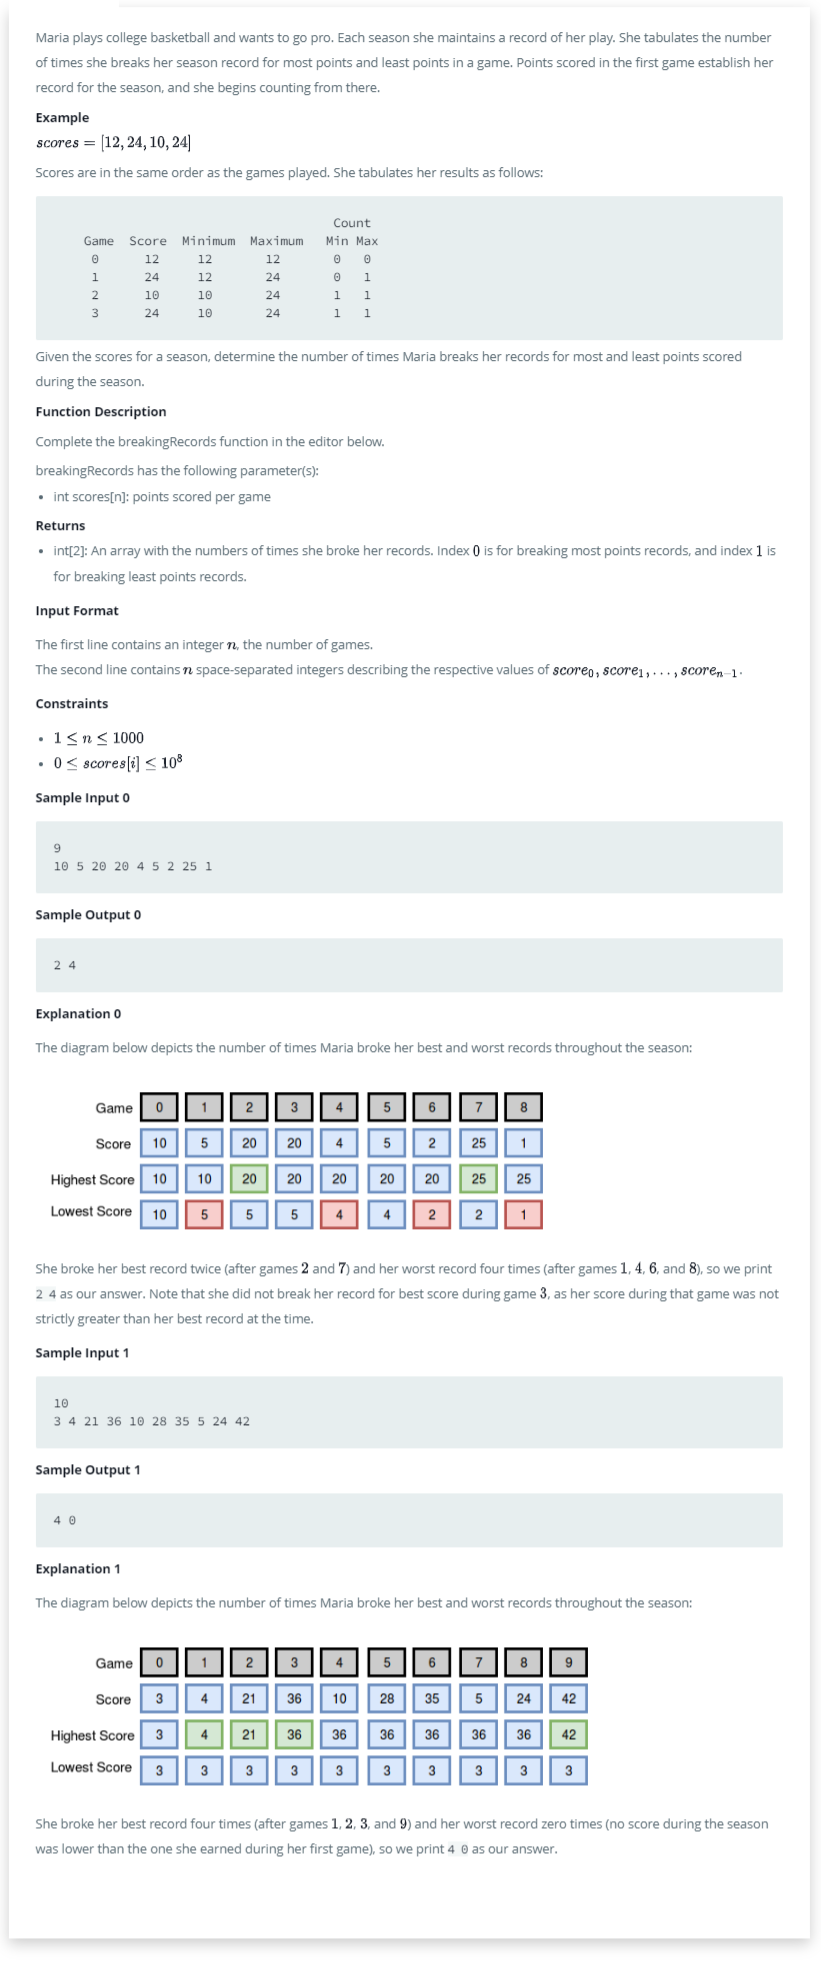 Maria plays college basketball and wants to go pro. Each season she maintains a record of her play. She tabulates the number
of times she breaks her season record for most points and least points in a game. Points scored in the first game establish her
record for the season, and she begins counting from there.
Example
scores = [12, 24, 10, 24]
Scores are in the same order as the games played. She tabulates her results as follows:
Count
Game Score Minimum Maximum Min Max
0 12 12 12 0 0
1 24 12 24 0 1
2 10 10 24 1 1
3 24 10 24 1 1
Given the scores for a season, determine the number of times Maria breaks her records for most and least points scored
during the season.
Function Description
Complete the breakingRecords function in the editor below.
breakingRecords has the following parameter(s):
• int scores[n]: points scored per game
Returns
• int[2]: An array with the numbers of times she broke her records. Index 0 is for breaking most points records, and index 1 is
for breaking least points records.
Input Format
The first line contains an integer n, the number of games.
The second line contains n space-separated integers describing the respective values of score₀, score₁, . . . , scoreₙ₋₁.
Constraints
• 1 ≤ n ≤ 1000
• 0 ≤ scores[i] ≤ 10⁸
Sample Input 0
9
10 5 20 20 4 5 2 25 1
Sample Output 0
2 4
Explanation 0
The diagram below depicts the number of times Maria broke her best and worst records throughout the season:
Game 0 1 2 3 4 5 6 7 8
Score 10 5 20 20 4 5 2 25 1
Highest Score 10 10 20 20 20 20 20 25 25
Lowest Score 10 5 5 5 4 4 2 2 1
She broke her best record twice (after games 2 and 7) and her worst record four times (after games 1, 4, 6, and 8), so we print
2 4 as our answer. Note that she did not break her record for best score during game 3, as her score during that game was not
strictly greater than her best record at the time.
Sample Input 1
10
3 4 21 36 10 28 35 5 24 42
Sample Output 1
4 0
Explanation 1
The diagram below depicts the number of times Maria broke her best and worst records throughout the season:
Game 0 1 2 3 4 5 6 7 8 9
Score 3 4 21 36 10 28 35 5 24 42
Highest Score 3 4 21 36 36 36 36 36 36 42
Lowest Score 3 3 3 3 3 3 3 3 3 3
She broke her best record four times (after games 1, 2, 3, and 9) and her worst record zero times (no score during the season
was lower than the one she earned during her first game), so we print 4 0 as our answer.